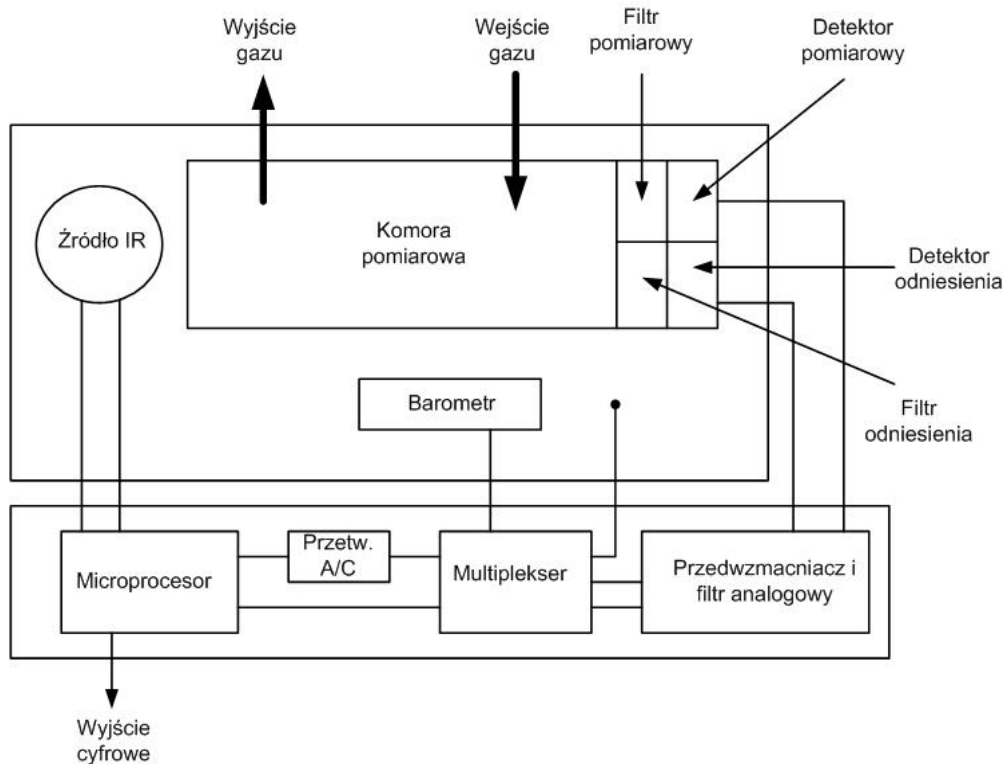 Wyjście
gazu
Wejście
gazu
Filtr
pomiarowy
Detektor
pomiarowy
Źródło IR
Komora
pomiarowa
Detektor
odniesienia
Barometr
Filtr
odniesienia
Microprocesor
Przetw.
A/C
Multiplekser
Przedwzmacniacz i
filtr analogowy
Wyjście
cyfrowe